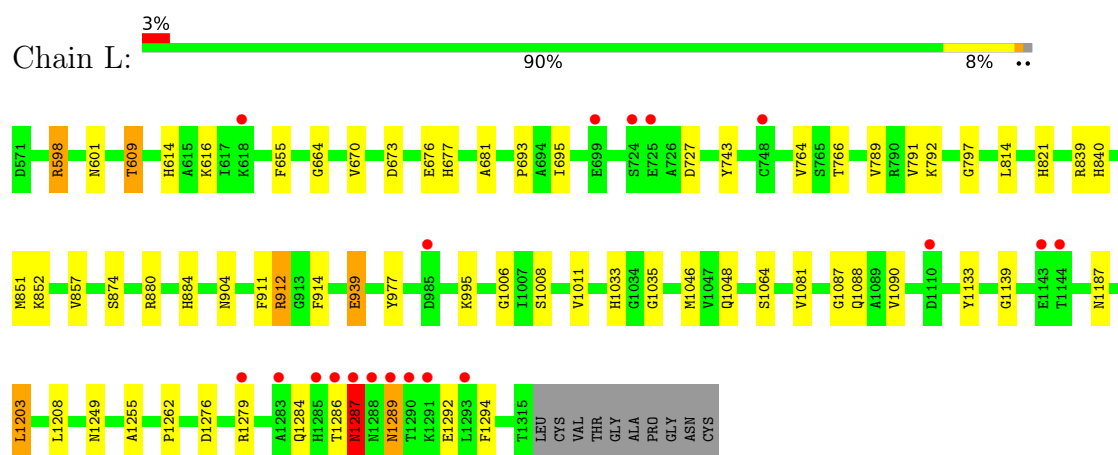 3%
Chain L:
90% 8% ••
D571 R598 N601 T609 H614 A615 K616 I617 K618 F655 G664 V670 D673 E676 H677 A681 P693 A694 I695 E699 S724 E725 A726 D727 Y743 C748 V764 S765 T766 V789 R790 V791 K792 G797 L814 H821 R839 H840
M851 K852 V857 S874 R880 H884 N904 F911 R912 G913 F914 E939 Y977 D985 K995 G1006 I1007 S1008 V1011 H1033 G1034 G1035 M1046 V1047 Q1048 S1064 V1081 G1087 Q1088 A1089 V1090 D1110 Y1133 G1139 E1143 T1144 N1187
L1203 L1208 N1249 A1255 P1262 D1276 R1279 A1283 Q1284 H1285 T1286 N1287 N1288 N1289 T1290 K1291 E1292 L1293 F1294 T1315 LEU CYS VAL THR GLY ALA PRO GLY ASN CYS